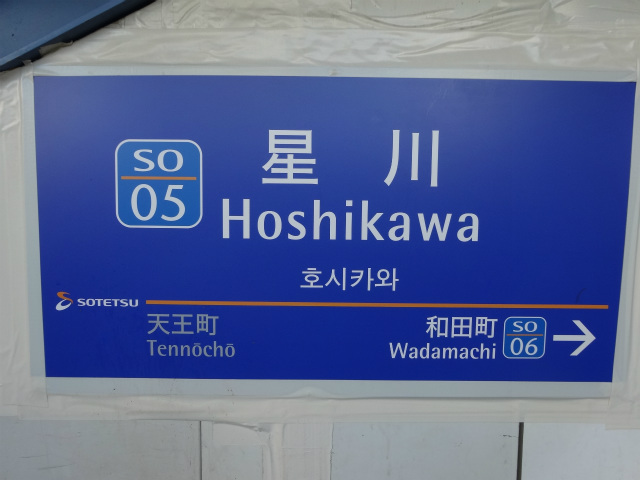 SO
05
星川
Hoshikawa
호시카와
SOTETSU
天王町
Tennōchō
和田町
Wadamachi
SO
06